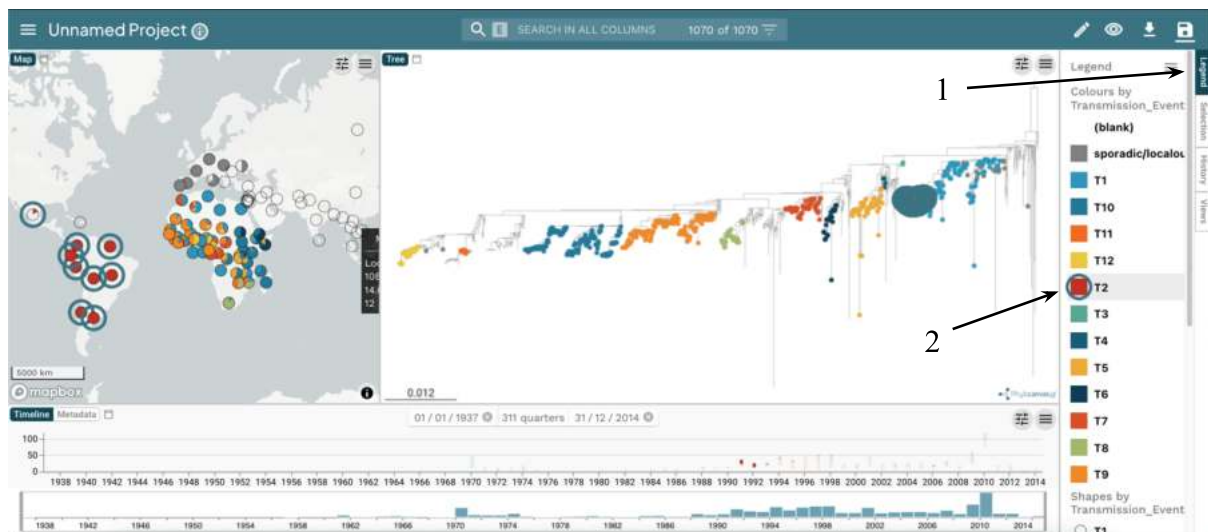 Unnamed Project
SEARCH IN ALL COLUMNS 1070 of 1070
Map
Tree
1
2
Legend
Colours by
Transmission_Event
(blank)
sporadic/localou
T1
T10
T11
T12
T2
T3
T4
T5
T6
T7
T8
T9
Shapes by
Transmission_Event
T1
Legend
Selection
History
Views
Loc
108
14.
12
5000 km
mapbox
0.012
Timeline Metadata
01 / 01 / 1937 311 quarters 31 / 12 / 2014
100
50
0
1938 1940 1942 1944 1946 1948 1950 1952 1954 1956 1958 1960 1962 1964 1966 1968 1970 1972 1974 1976 1978 1980 1982 1984 1986 1988 1990 1992 1994 1996 1998 2000 2002 2004 2006 2008 2010 2012 2014
1938 1942 1946 1950 1954 1958 1962 1966 1970 1974 1978 1982 1986 1990 1994 1998 2002 2006 2010 2014